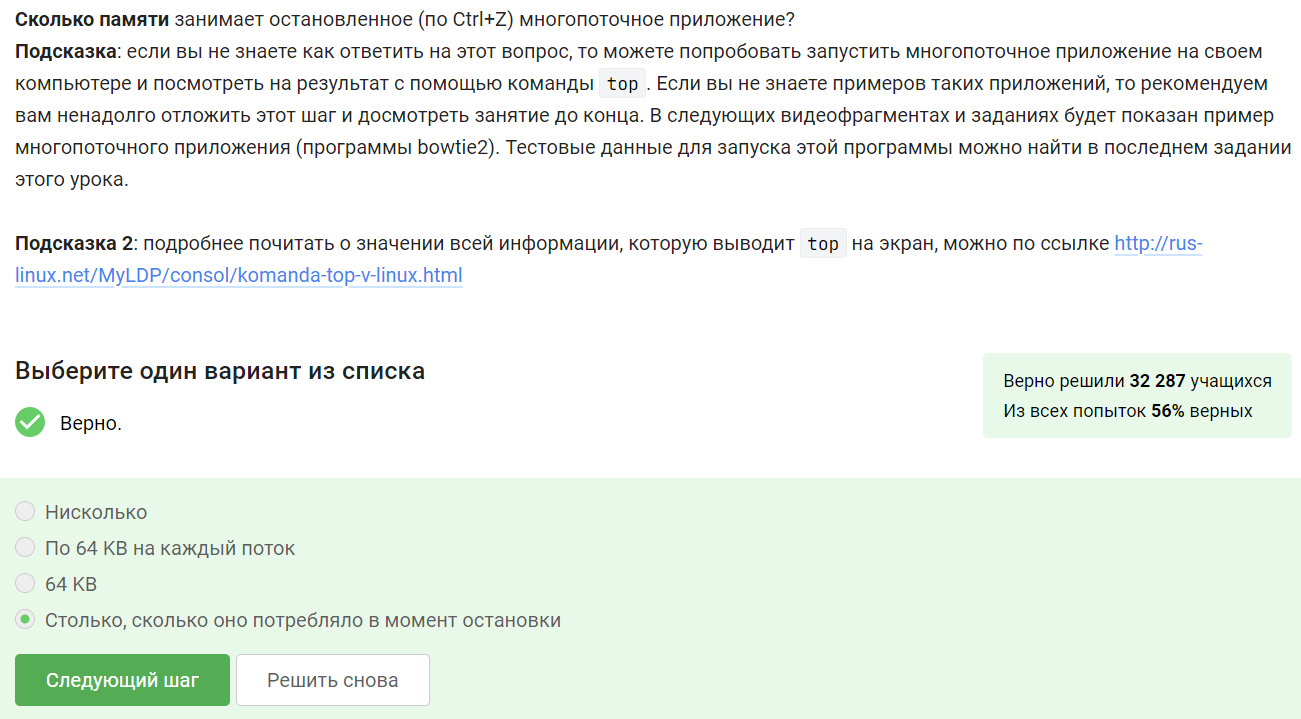 Сколько памяти занимает остановленное (по Ctrl+Z) многопоточное приложение?
Подсказка: если вы не знаете как ответить на этот вопрос, то можете попробовать запустить многопоточное приложение на своем
компьютере и посмотреть на результат с помощью команды top . Если вы не знаете примеров таких приложений, то рекомендуем
вам ненадолго отложить этот шаг и досмотреть занятие до конца. В следующих видеофрагментах и заданиях будет показан пример
многопоточного приложения (программы bowtie2). Тестовые данные для запуска этой программы можно найти в последнем задании
этого урока.
Подсказка 2: подробнее почитать о значении всей информации, которую выводит top на экран, можно по ссылке http://rus-
linux.net/MyLDP/consol/komanda-top-v-linux.html
Выберите один вариант из списка
Верно.
Верно решили 32 287 учащихся
Из всех попыток 56% верных
Нисколько
По 64 KB на каждый поток
64 KB
Столько, сколько оно потребляло в момент остановки
Следующий шаг
Решить снова